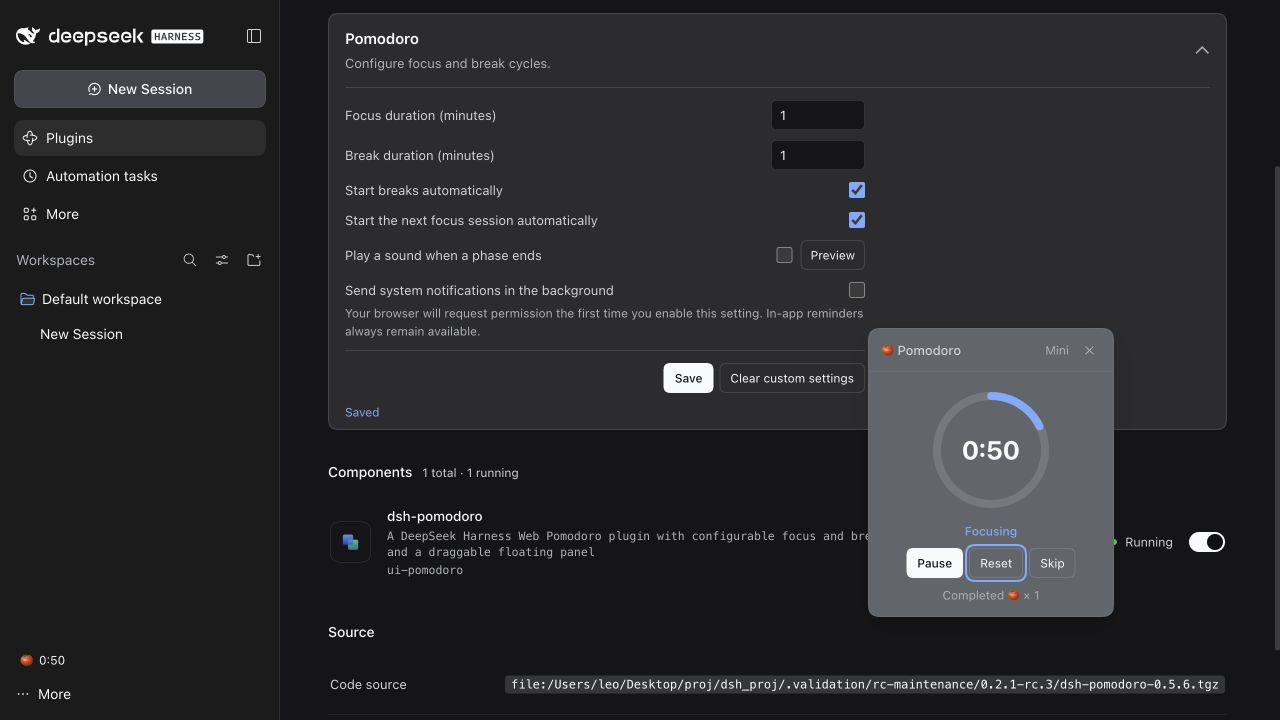 deepseek HARNESS
New Session
Plugins
Automation tasks
More
Workspaces
Default workspace
New Session
0:50
More
Pomodoro
Configure focus and break cycles.
Focus duration (minutes)
1
Break duration (minutes)
1
Start breaks automatically
Start the next focus session automatically
Play a sound when a phase ends
Preview
Send system notifications in the background
Your browser will request permission the first time you enable this setting. In-app reminders
always remain available.
Save
Clear custom settings
Saved
Components 1 total · 1 running
dsh-pomodoro
A DeepSeek Harness Web Pomodoro plugin with configurable focus and
and a draggable floating panel
ui-pomodoro
Running
Source
Code source
file:/Users/leo/Desktop/proj/dsh_proj/.validation/rc-maintenance/0.2.1-rc.3/dsh-pomodoro-0.5.6.tgz
Pomodoro
Mini
0:50
Focusing
Pause
Reset
Skip
Completed × 1